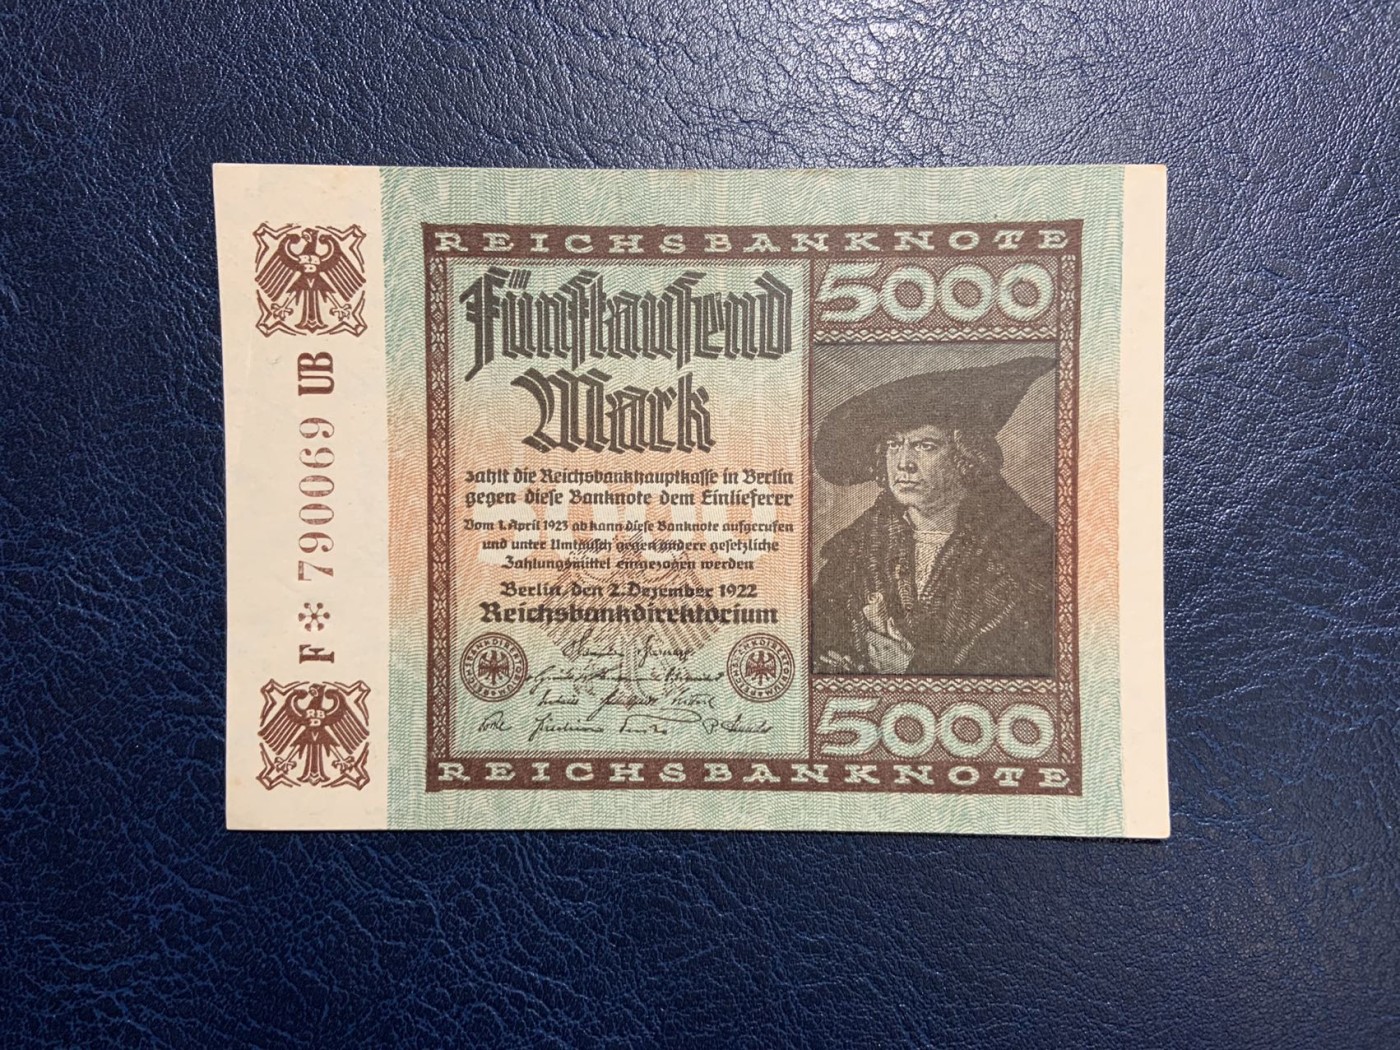 REICHSBANKNOTE
Fünftausend
Mark
zahlt die Reichsbankhauptkasse in Berlin
gegen diese Banknote dem Einlieferer
Vom 1. April 1923 ab kann diese Banknote aufgerufen
und unter Umtausch gegen andere gesetzliche
Zahlungsmittel eingezogen werden
Berlin, den 2. Dezember 1922
Reichsbankdirektorium
5000
5000
REICHSBANKNOTE
F * 790069 UB
RBDV